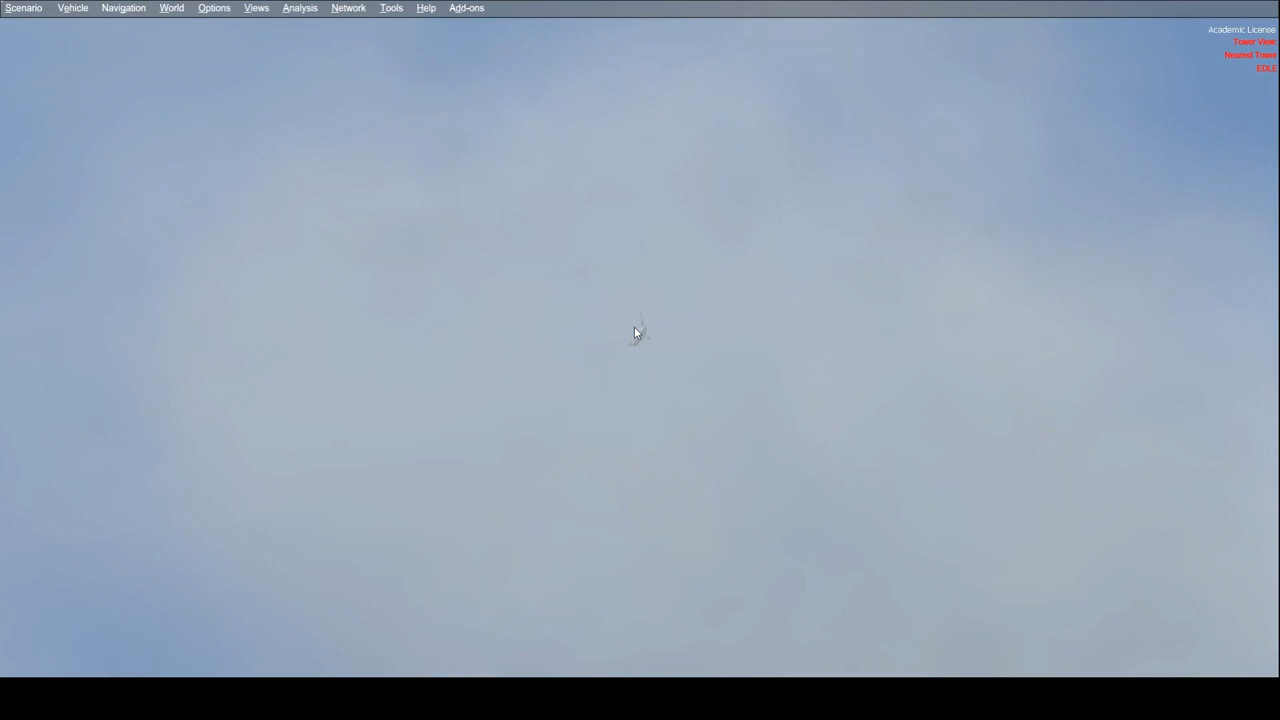 Scenario Vehicle Navigation World Options Views Analysis Network Tools Help Add-ons
Academic License
Tower View:
Nearest Tower
EDLE